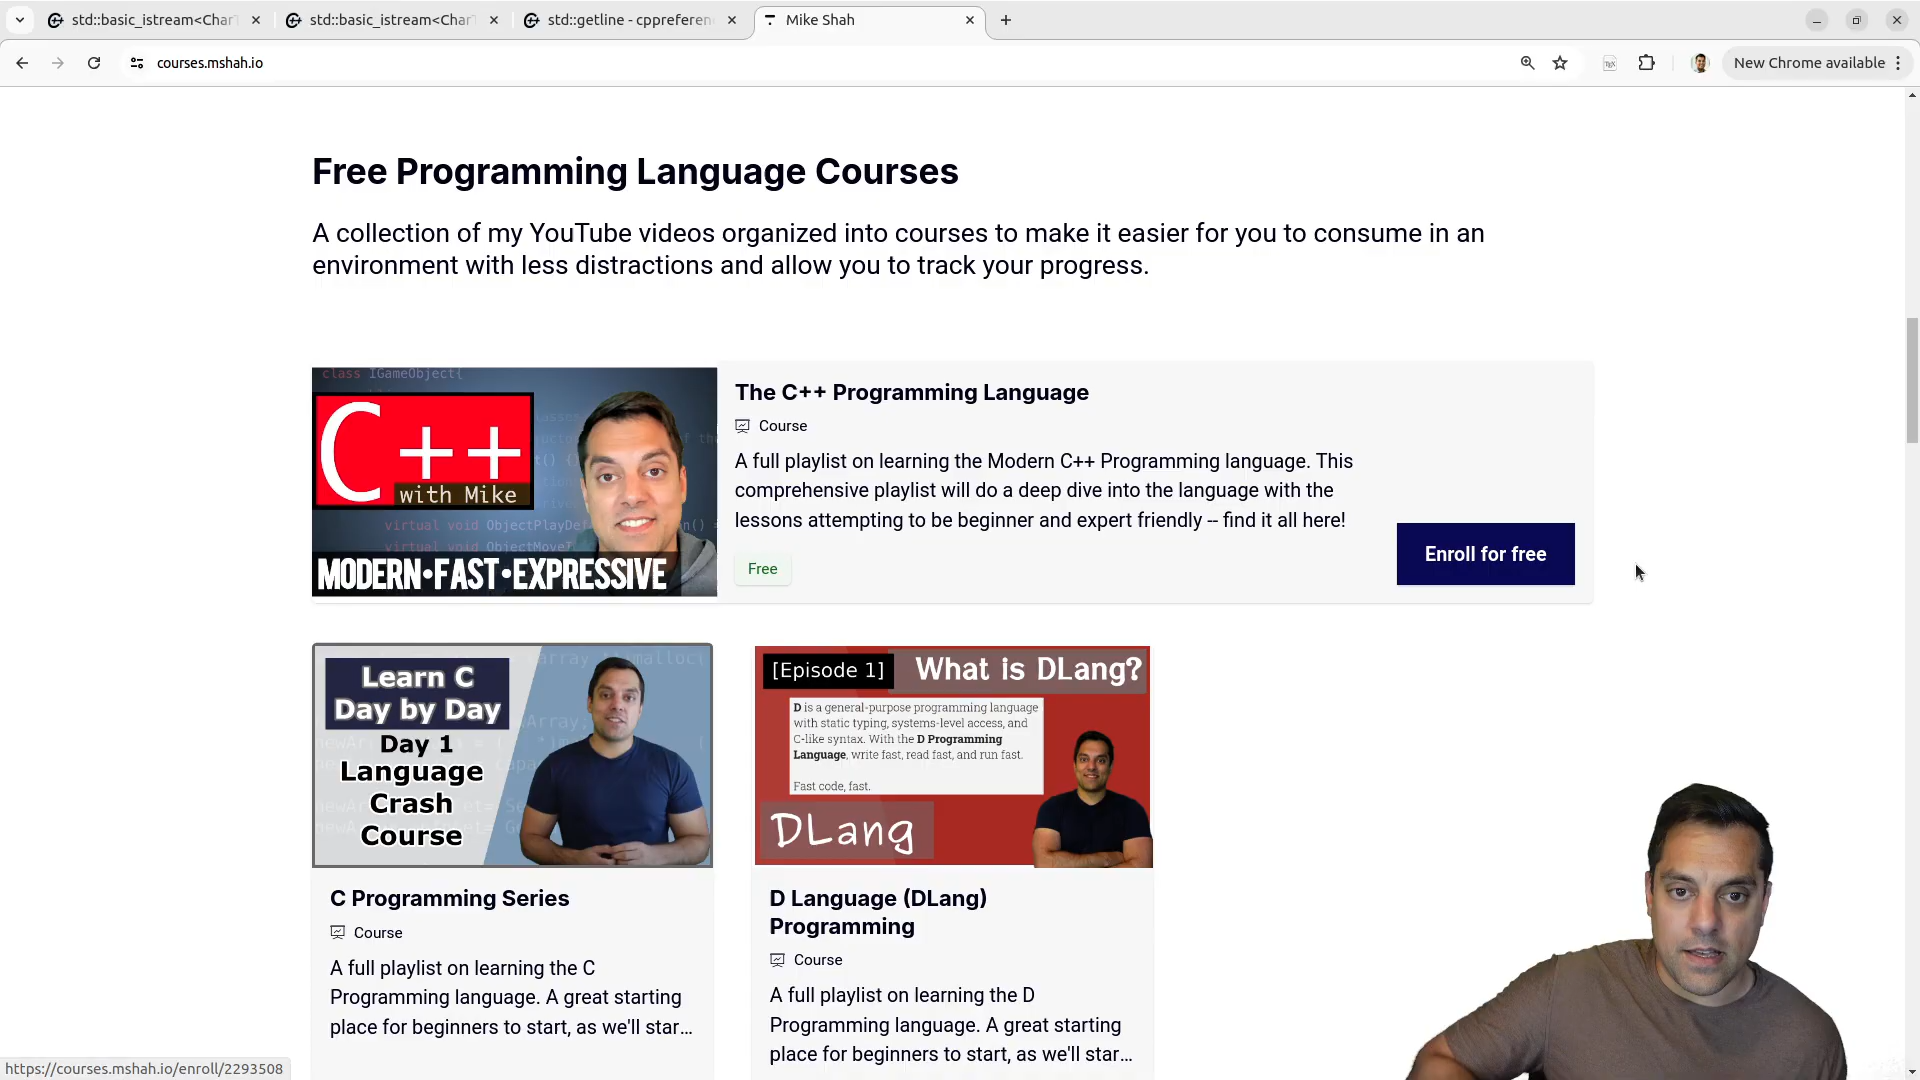 std::basic_istream<Char
std::basic_istream<Char
std::getline - cppreferen
Mike Shah
courses.mshah.io
New Chrome available
Free Programming Language Courses
A collection of my YouTube videos organized into courses to make it easier for you to consume in an
environment with less distractions and allow you to track your progress.
class IGameObject{
C++
with Mike
MODERN•FAST•EXPRESSIVE
The C++ Programming Language
Course
A full playlist on learning the Modern C++ Programming language. This
comprehensive playlist will do a deep dive into the language with the
lessons attempting to be beginner and expert friendly -- find it all here!
Free
Enroll for free
Learn C
Day by Day
Day 1
Language
Crash
Course
[Episode 1]
What is DLang?
D is a general-purpose programming language
with static typing, systems-level access, and
C-like syntax. With the D Programming
Language, write fast, read fast, and run fast.
Fast code, fast.
DLang
C Programming Series
Course
A full playlist on learning the C
Programming language. A great starting
place for beginners to start, as we'll star...
D Language (DLang)
Programming
Course
A full playlist on learning the D
Programming language. A great starting
place for beginners to start, as we'll star...
https://courses.mshah.io/enroll/2293508